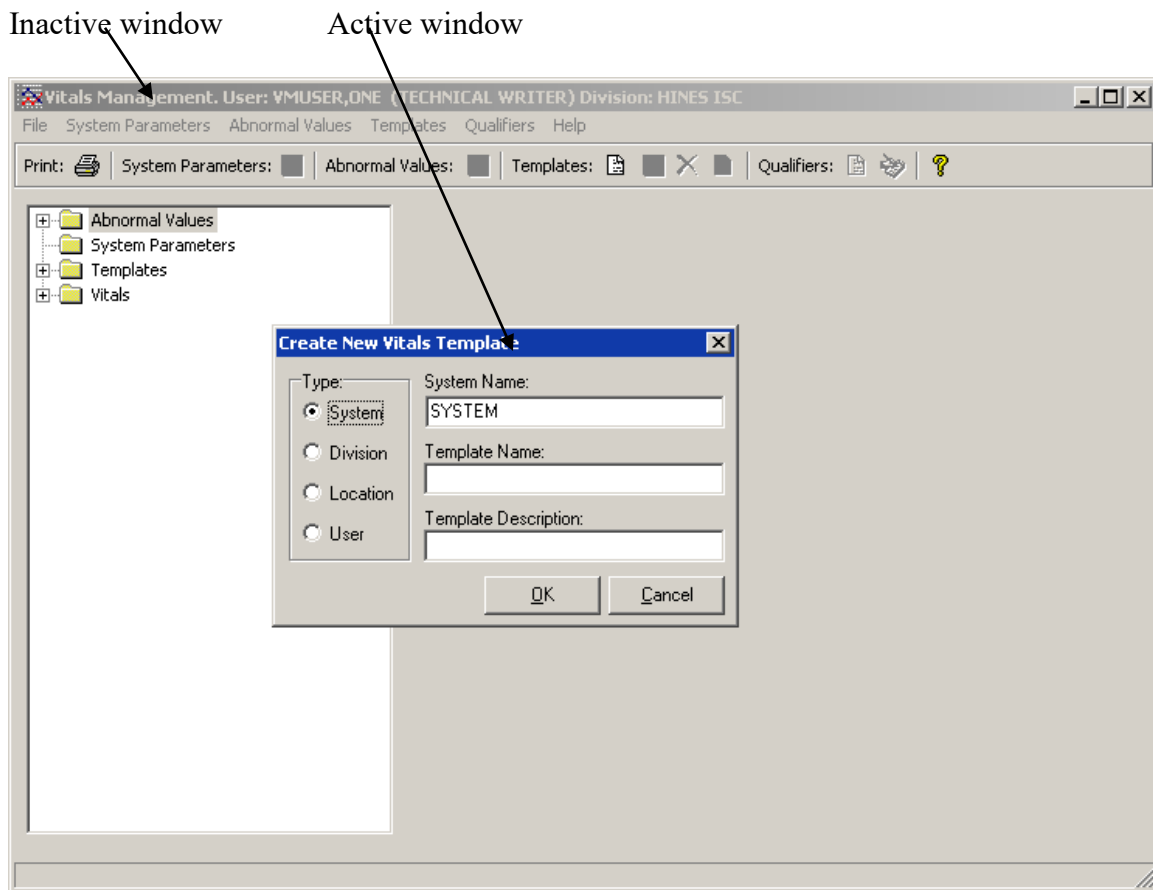 Inactive window Active window
Vitals Management. User: VMUSER,ONE (TECHNICAL WRITER) Division: HINES ISC
File System Parameters Abnormal Values Templates Qualifiers Help
Print: System Parameters: Abnormal Values: Templates: Qualifiers:
Abnormal Values
System Parameters
Templates
Vitals
Create New Vitals Template
Type:
System
Division
Location
User
System Name:
SYSTEM
Template Name:
Template Description:
OK Cancel